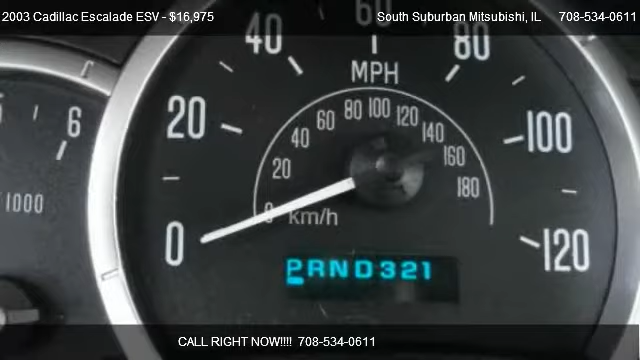 2003 Cadillac Escalade ESV - $16,975
South Suburban Mitsubishi, IL 708-534-0611
40 60 80
MPH
20 100
80 100 120
60 140
40 160
20 180
0 km/h
6
1000
0 120
PRND321
CALL RIGHT NOW!!!! 708-534-0611